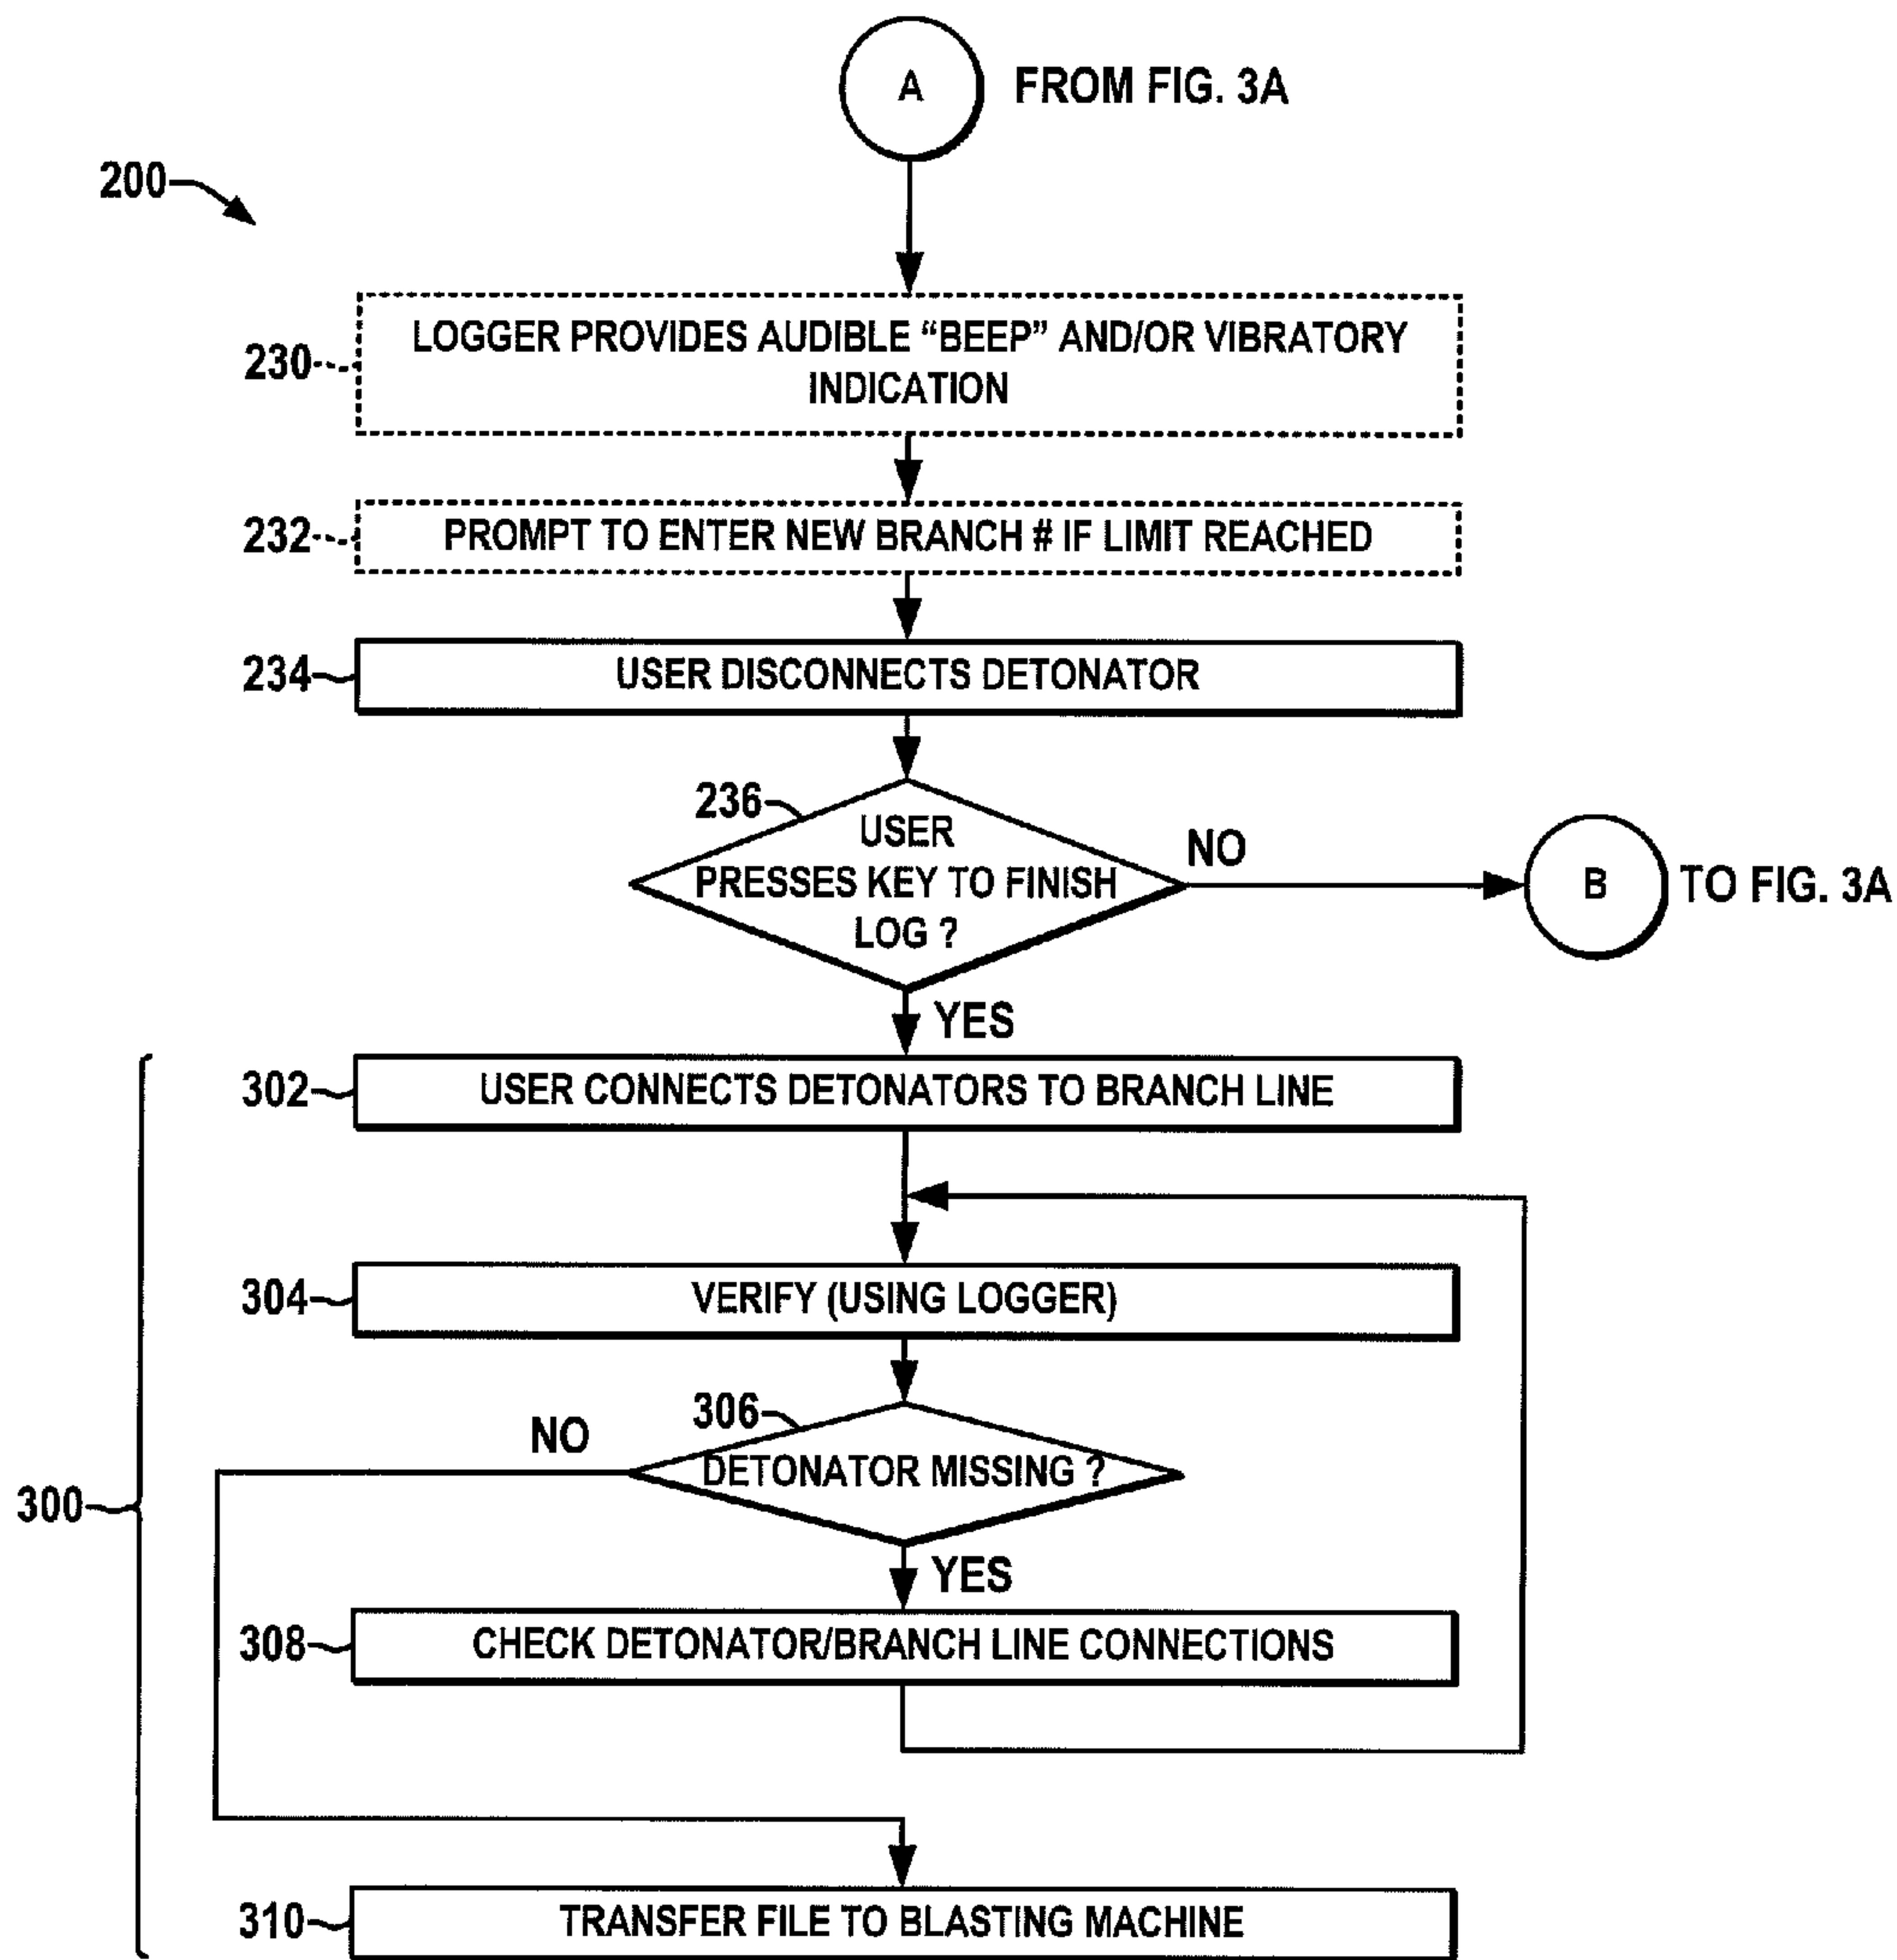 A FROM FIG. 3A
200
230 LOGGER PROVIDES AUDIBLE “BEEP” AND/OR VIBRATORY
INDICATION
232 PROMPT TO ENTER NEW BRANCH # IF LIMIT REACHED
234 USER DISCONNECTS DETONATOR
236
USER
PRESSES KEY TO FINISH
LOG ?
NO
B TO FIG. 3A
YES
302 USER CONNECTS DETONATORS TO BRANCH LINE
304 VERIFY (USING LOGGER)
306
NO
DETONATOR MISSING ?
300
YES
308 CHECK DETONATOR/BRANCH LINE CONNECTIONS
310 TRANSFER FILE TO BLASTING MACHINE